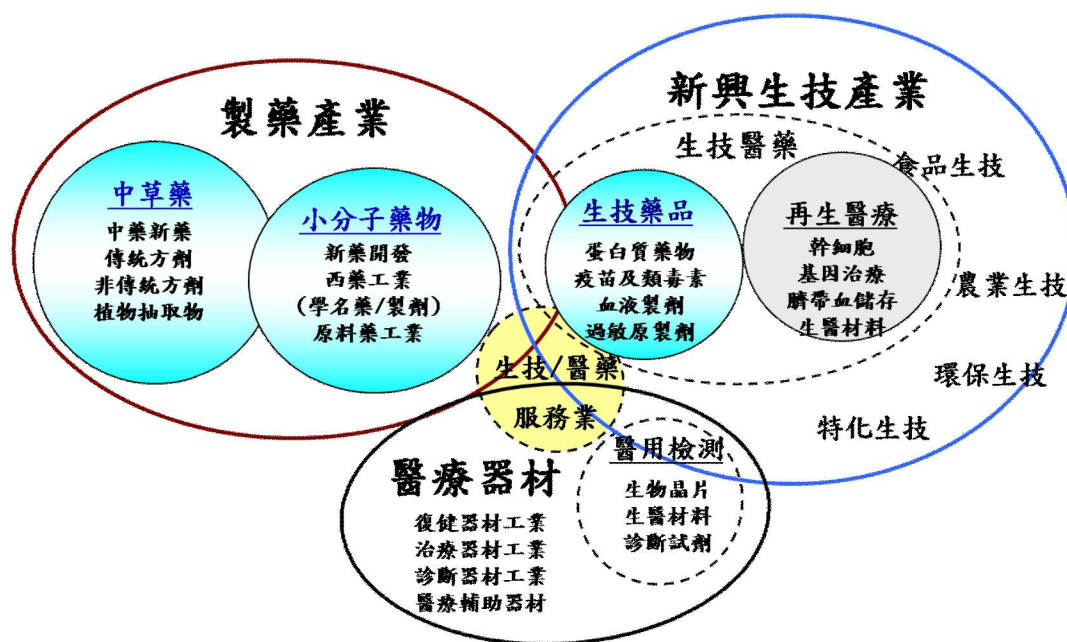 製藥產業
中草藥
中藥新藥
傳統方劑
非傳統方劑
植物抽取物
小分子藥物
新藥開發
西藥工業
(學名藥/製劑)
原料藥工業
新興生技產業
生技醫藥
生技藥品
蛋白質藥物
疫苗及類毒素
血液製劑
過敏原製劑
再生醫療
幹細胞
基因治療
臍帶血儲存
生醫材料
食品生技
農業生技
環保生技
特化生技
生技/醫藥
服務業
醫療器材
復健器材工業
治療器材工業
診斷器材工業
醫療輔助器材
醫用檢測
生物晶片
生醫材料
診斷試劑